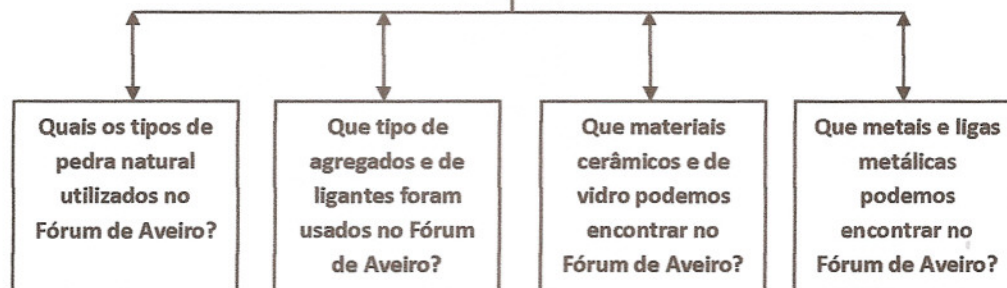 Quais os tipos de
pedra natural
utilizados no
Fórum de Aveiro?
Que tipo de
agregados e de
ligantes foram
usados no Fórum
de Aveiro?
Que materiais
cerâmicos e de
vidro podemos
encontrar no
Fórum de Aveiro?
Que metais e ligas
metálicas
podemos
encontrar no
Fórum de Aveiro?